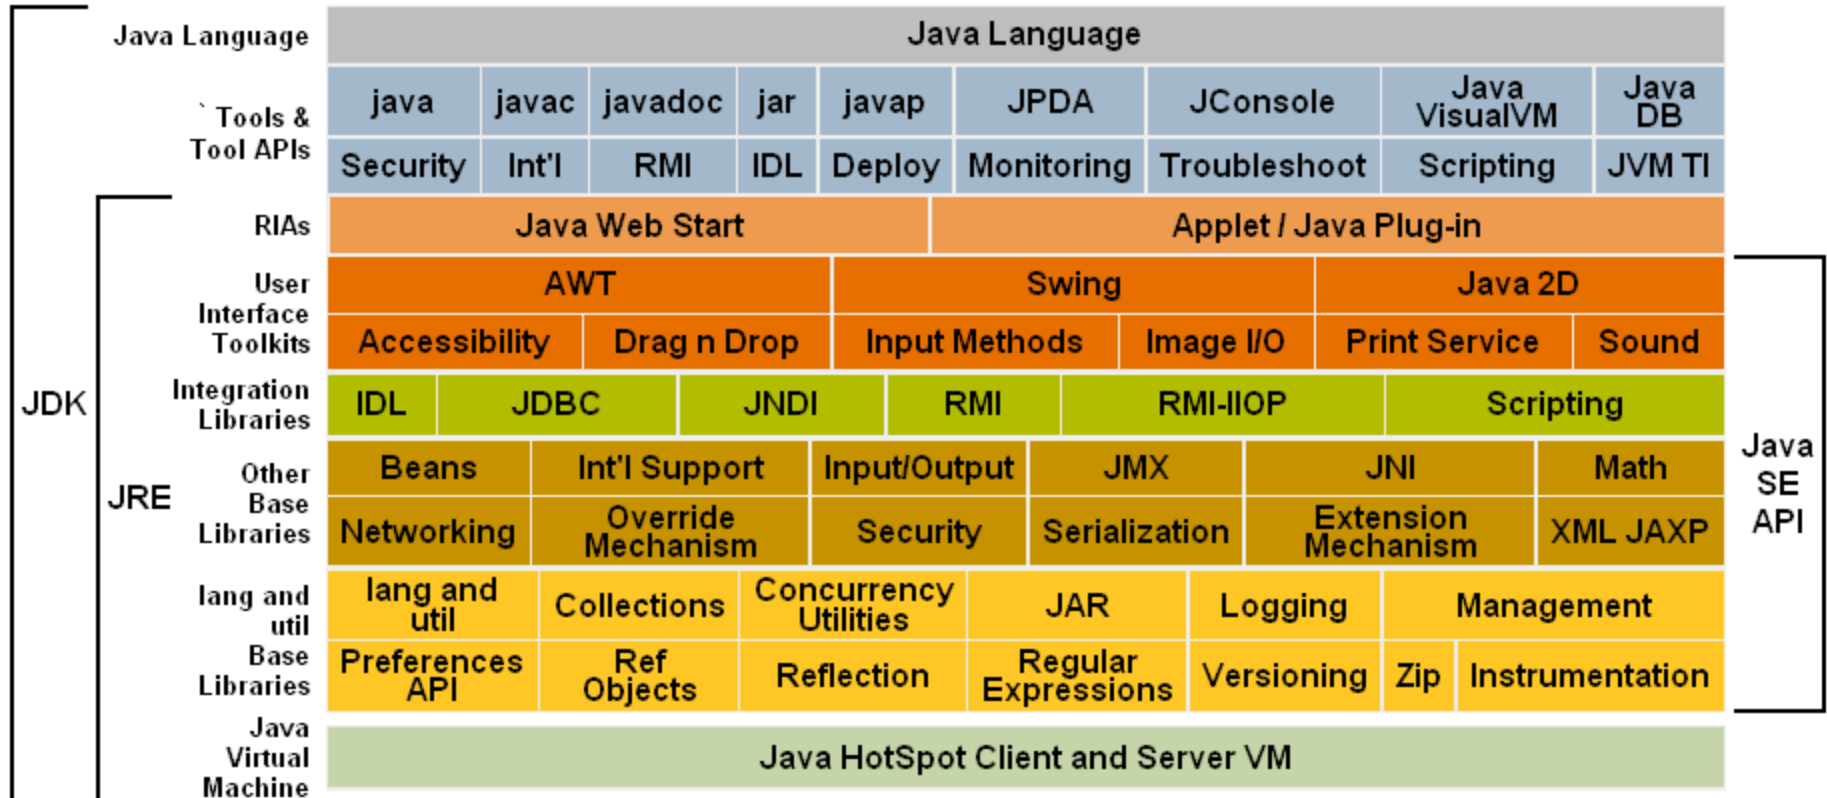 Java Language
Java Language
` Tools &
Tool APIs
java javac javadoc jar javap JPDA JConsole Java VisualVM Java DB
Security Int'l RMI IDL Deploy Monitoring Troubleshoot Scripting JVM TI
RIAs
Java Web Start Applet / Java Plug-in
User
Interface
Toolkits
AWT Swing Java 2D
Accessibility Drag n Drop Input Methods Image I/O Print Service Sound
JDK
Integration
Libraries
IDL JDBC JNDI RMI RMI-IIOP Scripting
JRE
Other
Base
Libraries
Beans Int'l Support Input/Output JMX JNI Math
Networking Override Mechanism Security Serialization Extension Mechanism XML JAXP
Java
SE
API
lang and
util
Base
Libraries
lang and util Collections Concurrency Utilities JAR Logging Management
Preferences API Ref Objects Reflection Regular Expressions Versioning Zip Instrumentation
Java
Virtual
Machine
Java HotSpot Client and Server VM